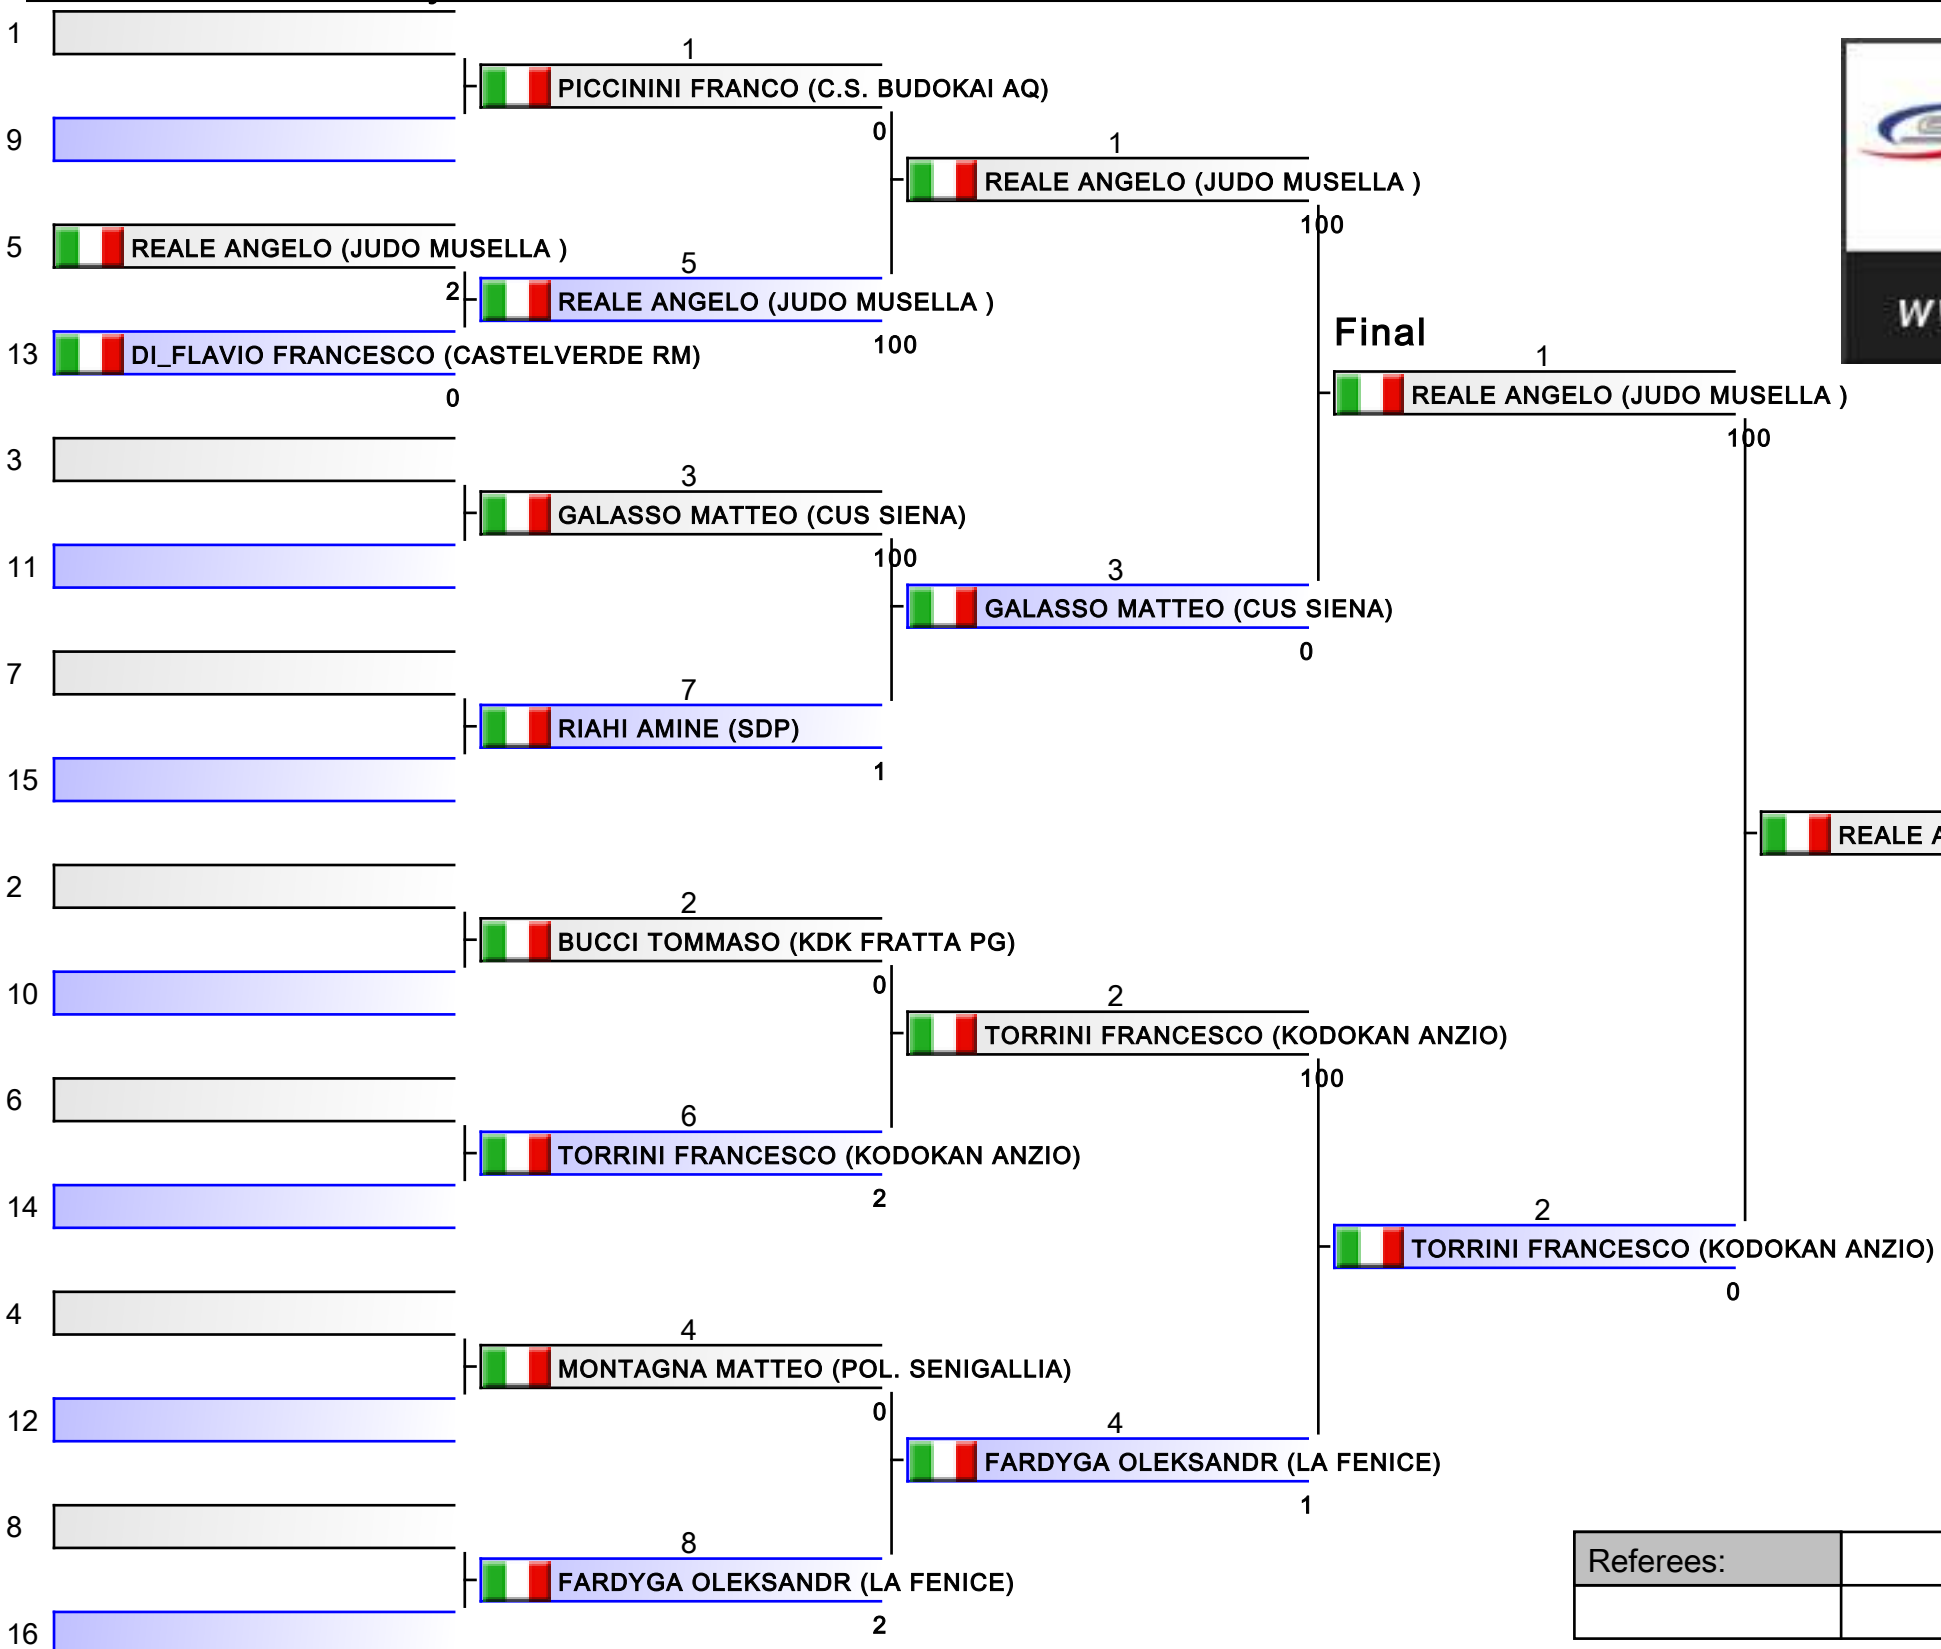 1
1
PICCININI FRANCO (C.S. BUDOKAI AQ)
0
9
1
REALE ANGELO (JUDO MUSELLA )
100
5
REALE ANGELO (JUDO MUSELLA )
2
5
REALE ANGELO (JUDO MUSELLA )
100
13
DI_FLAVIO FRANCESCO (CASTELVERDE RM)
0
Final
1
REALE ANGELO (JUDO MUSELLA )
100
3
3
GALASSO MATTEO (CUS SIENA)
100
11
3
GALASSO MATTEO (CUS SIENA)
0
7
7
RIAHI AMINE (SDP)
1
15
REALE
2
2
BUCCI TOMMASO (KDK FRATTA PG)
0
10
2
TORRINI FRANCESCO (KODOKAN ANZIO)
100
6
6
TORRINI FRANCESCO (KODOKAN ANZIO)
2
14
2
TORRINI FRANCESCO (KODOKAN ANZIO)
0
4
4
MONTAGNA MATTEO (POL. SENIGALLIA)
0
12
4
FARDYGA OLEKSANDR (LA FENICE)
1
8
8
FARDYGA OLEKSANDR (LA FENICE)
2
16
Referees: